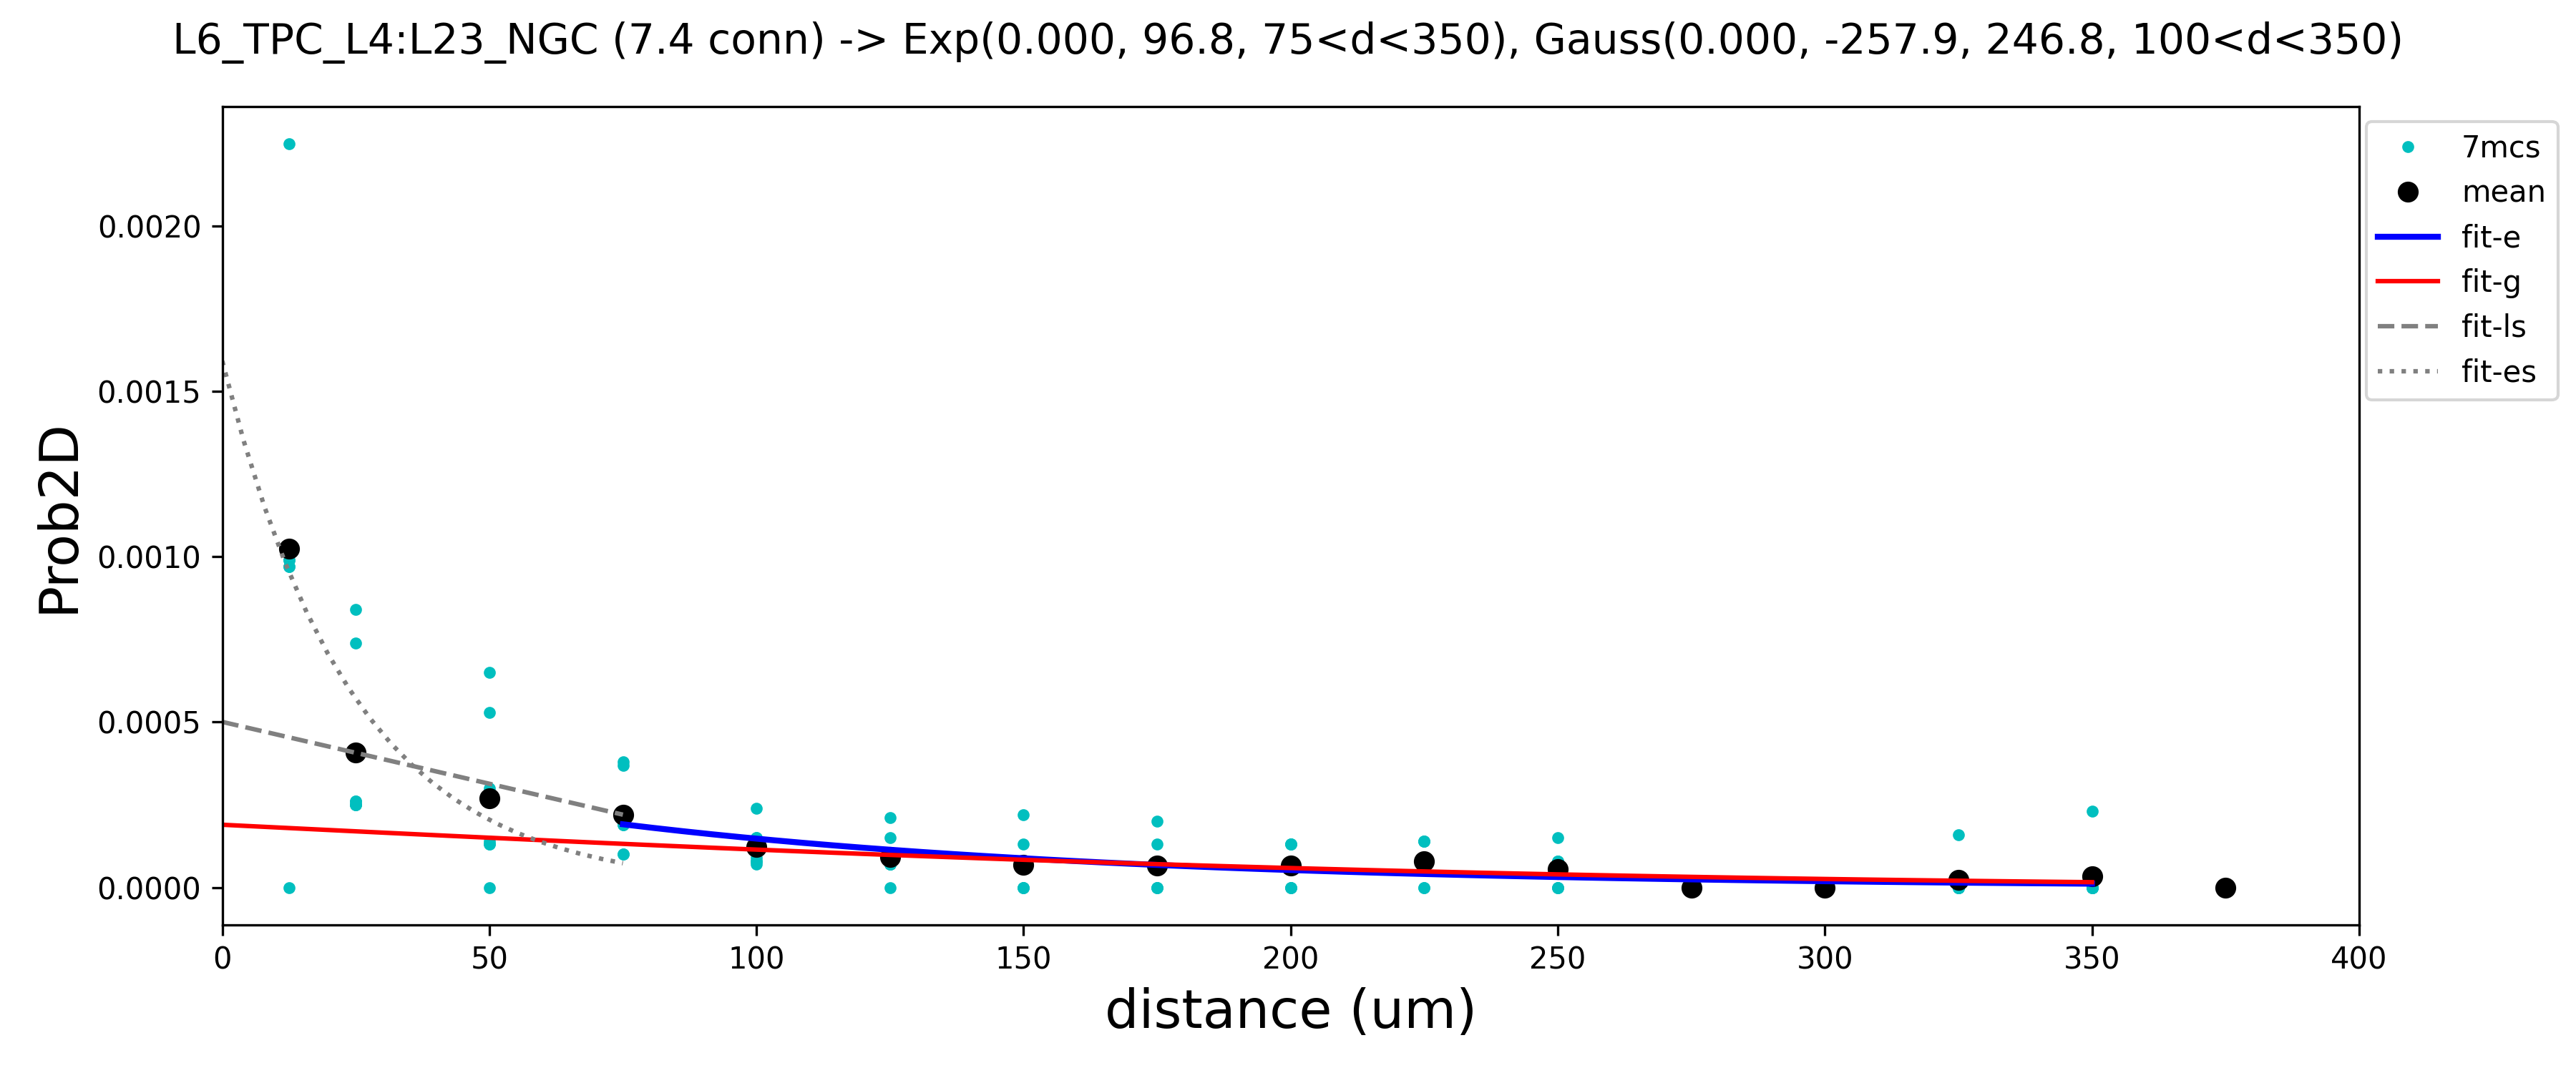 L6_TPC_L4:L23_NGC (7.4 conn) -> Exp(0.000, 96.8, 75<d<350), Gauss(0.000, -257.9, 246.8, 100<d<350)
7mcs
mean
fit-e
fit-g
fit-ls
fit-es
Prob2D
0.0020
0.0015
0.0010
0.0005
0.0000
0 50 100 150 200 250 300 350 400
distance (um)